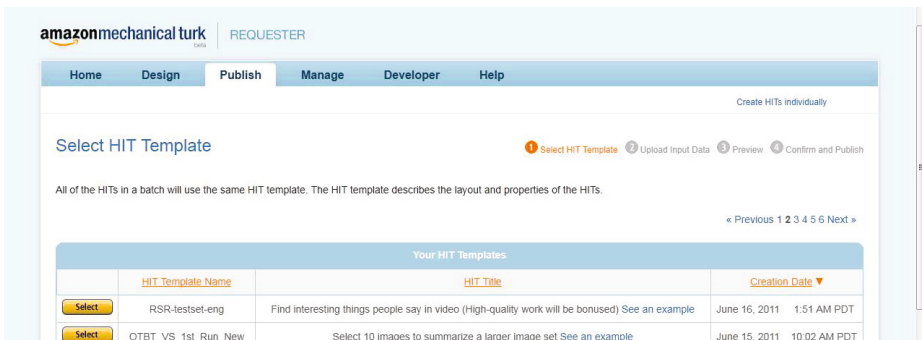 amazonmechanical turk REQUESTER
beta
Home Design Publish Manage Developer Help
Create HITs individually
Select HIT Template 1 Select HIT Template 2 Upload Input Data 3 Preview 4 Confirm and Publish
All of the HITs in a batch will use the same HIT template. The HIT template describes the layout and properties of the HITs.
« Previous 1 2 3 4 5 6 Next »
Your HIT Templates
HIT Template Name HIT Title Creation Date ▼
Select RSR-testset-eng Find interesting things people say in video (High-quality work will be bonused) See an example June 16, 2011 1:51 AM PDT
Select OTBT_VS_1st_Run_New Select 10 images to summarize a larger image set See an example June 15, 2011 10:02 AM PDT